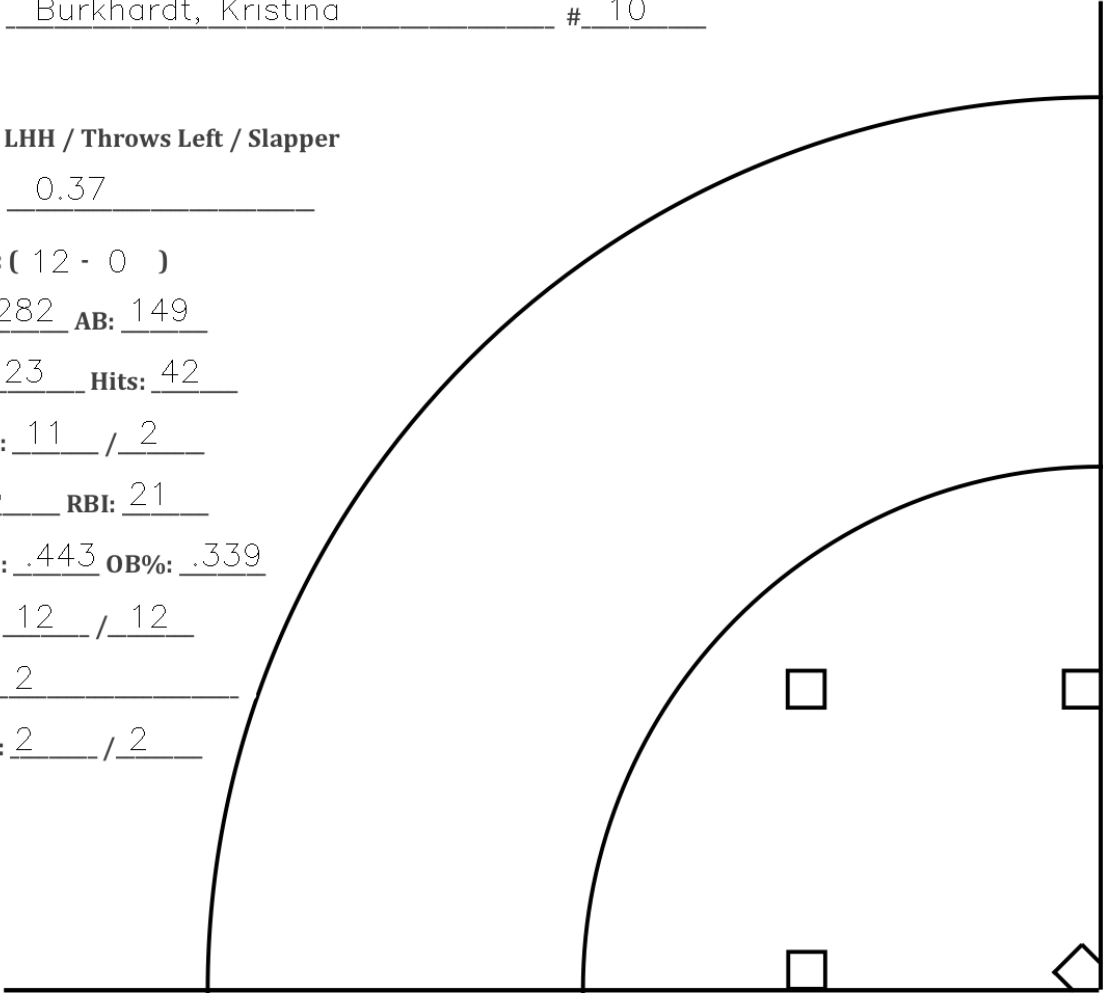 Burkhardt, Kristina # 10
LHH / Throws Left / Slapper
0.37
( 12 - 0 )
282 AB: 149
23 Hits: 42
: 11 / 2
RBI: 21
: .443 OB%: .339
12 / 12
2
: 2 / 2